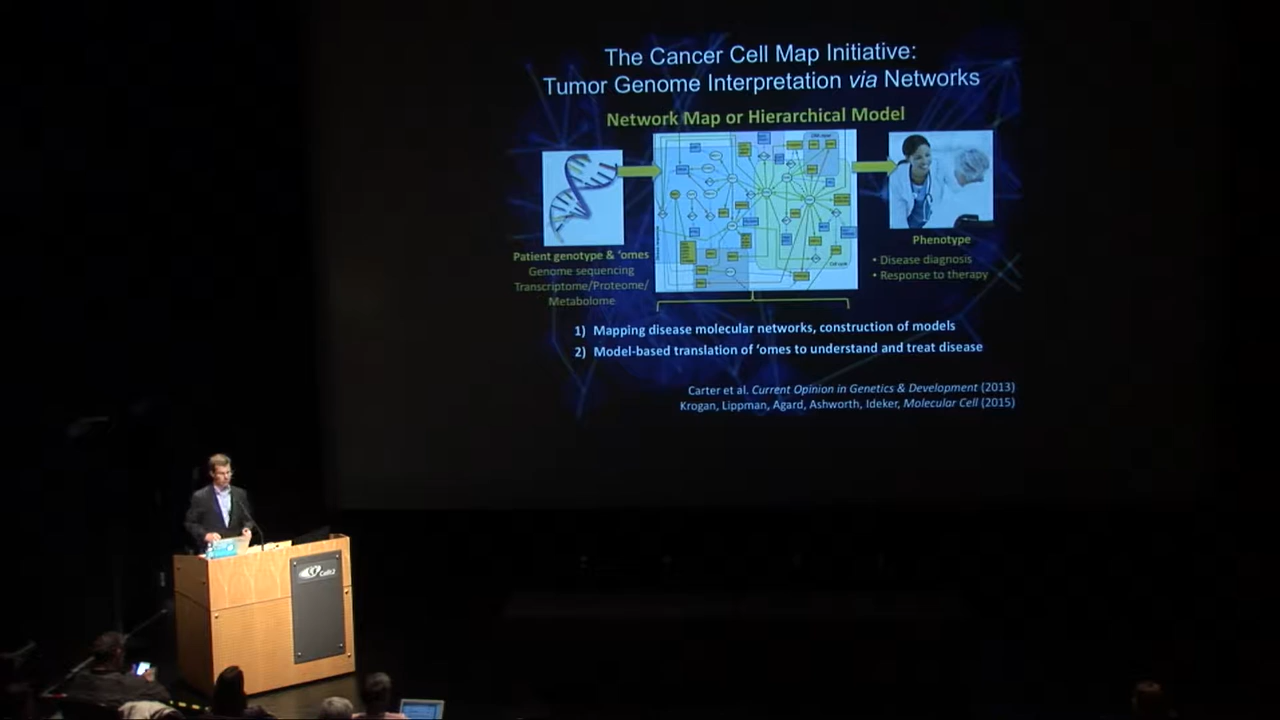 The Cancer Cell Map Initiative:
Tumor Genome Interpretation via Networks
Network Map or Hierarchical Model
Patient genotype & 'omes
Genome sequencing
Transcriptome/Proteome/
Metabolome
Phenotype
• Disease diagnosis
• Response to therapy
1) Mapping disease molecular networks, construction of models
2) Model-based translation of 'omes to understand and treat disease
Carter et al. Current Opinion in Genetics & Development (2013)
Krogan, Lippman, Agard, Ashworth, Ideker, Molecular Cell (2015)
Calit2